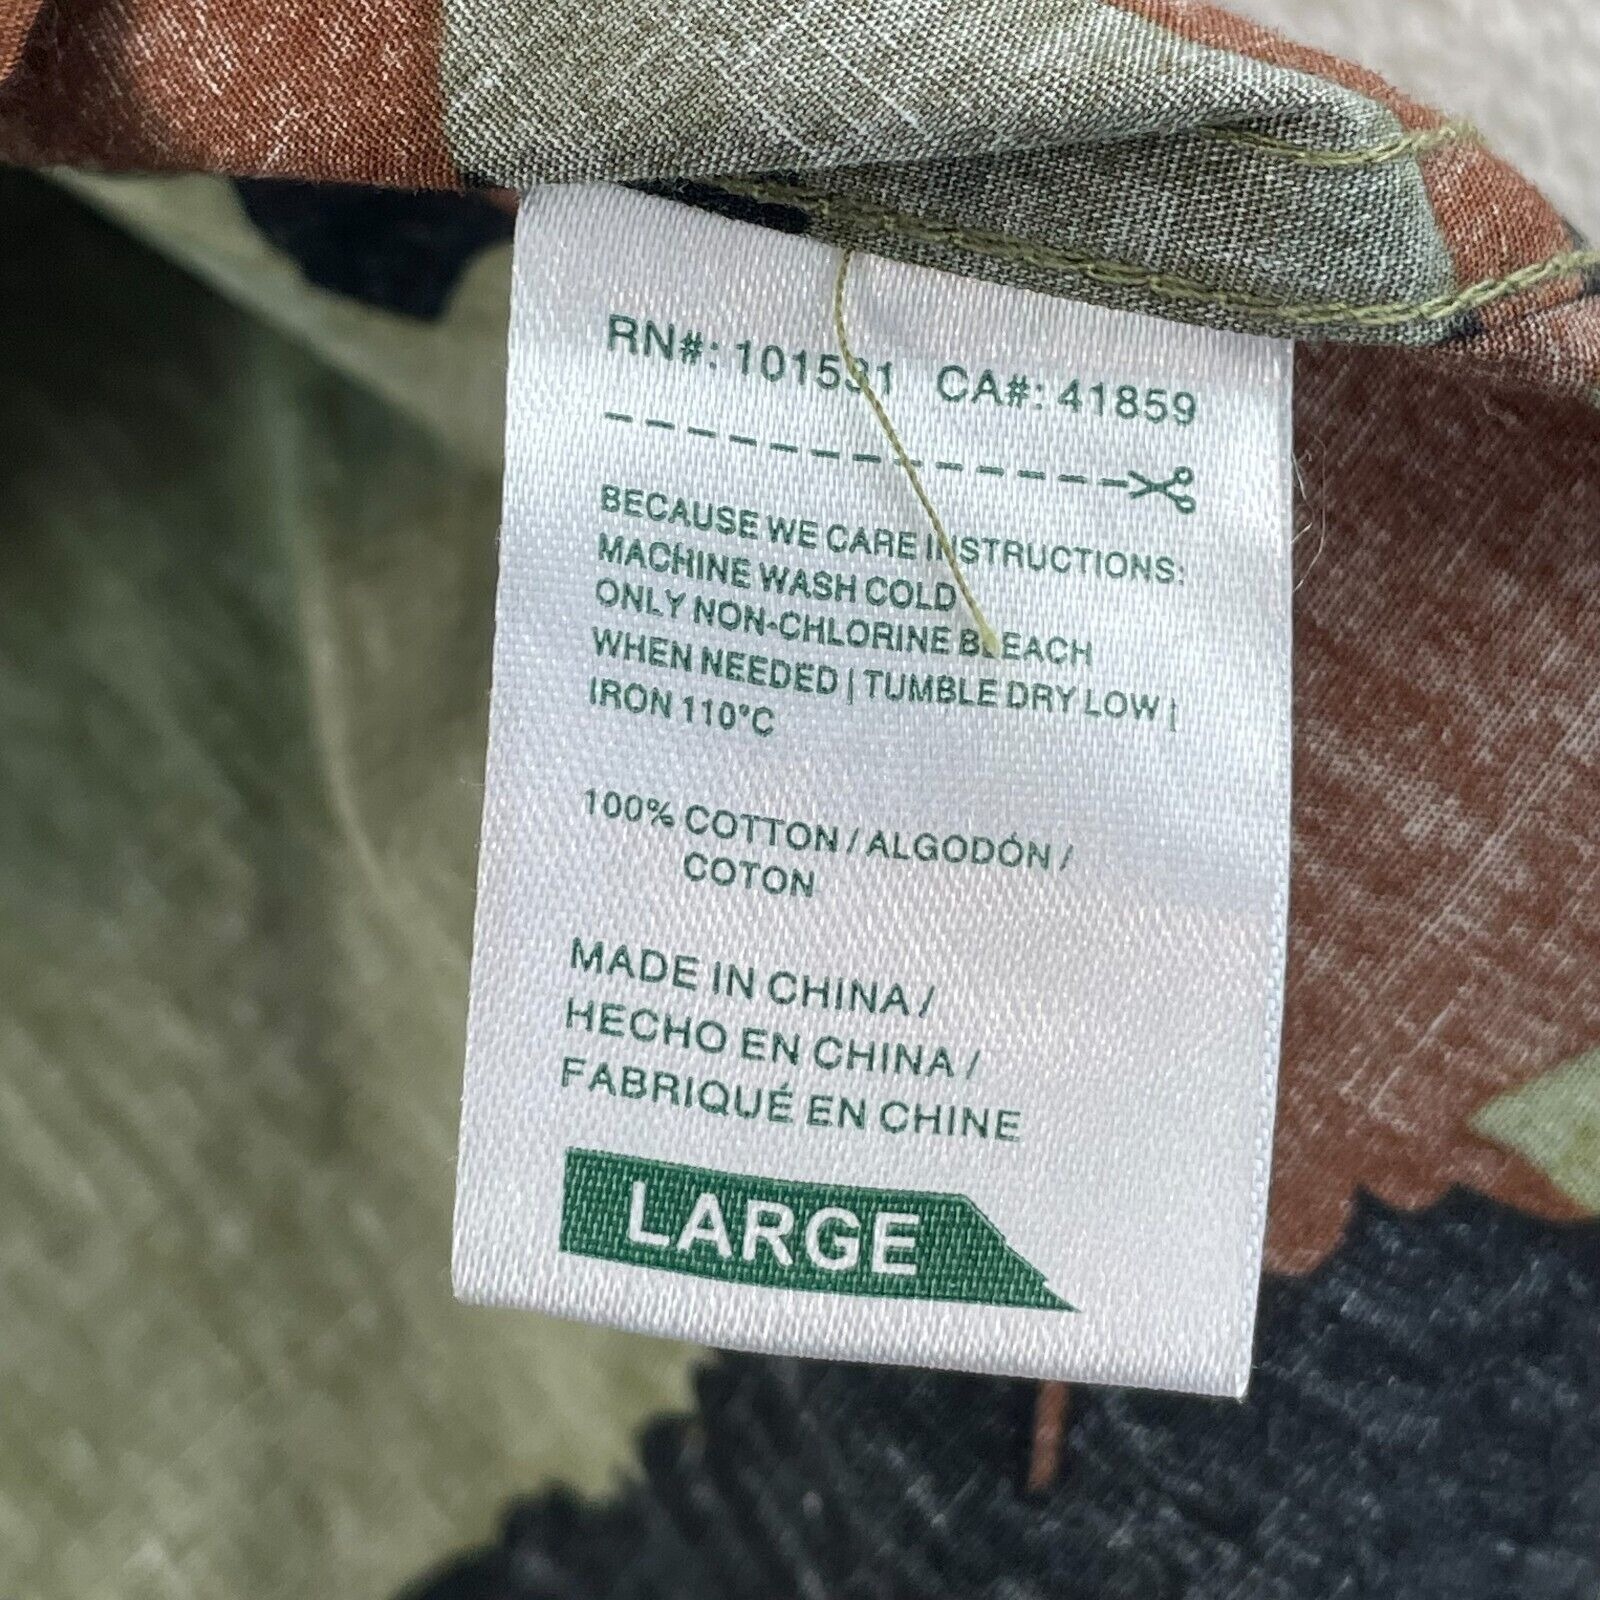 RN#: 101531 CA#: 41859
BECAUSE WE CARE INSTRUCTIONS:
MACHINE WASH COLD
ONLY NON-CHLORINE BLEACH
WHEN NEEDED | TUMBLE DRY LOW |
IRON 110°C
100% COTTON / ALGODÓN /
COTON
MADE IN CHINA /
HECHO EN CHINA /
FABRIQUÉ EN CHINE
LARGE